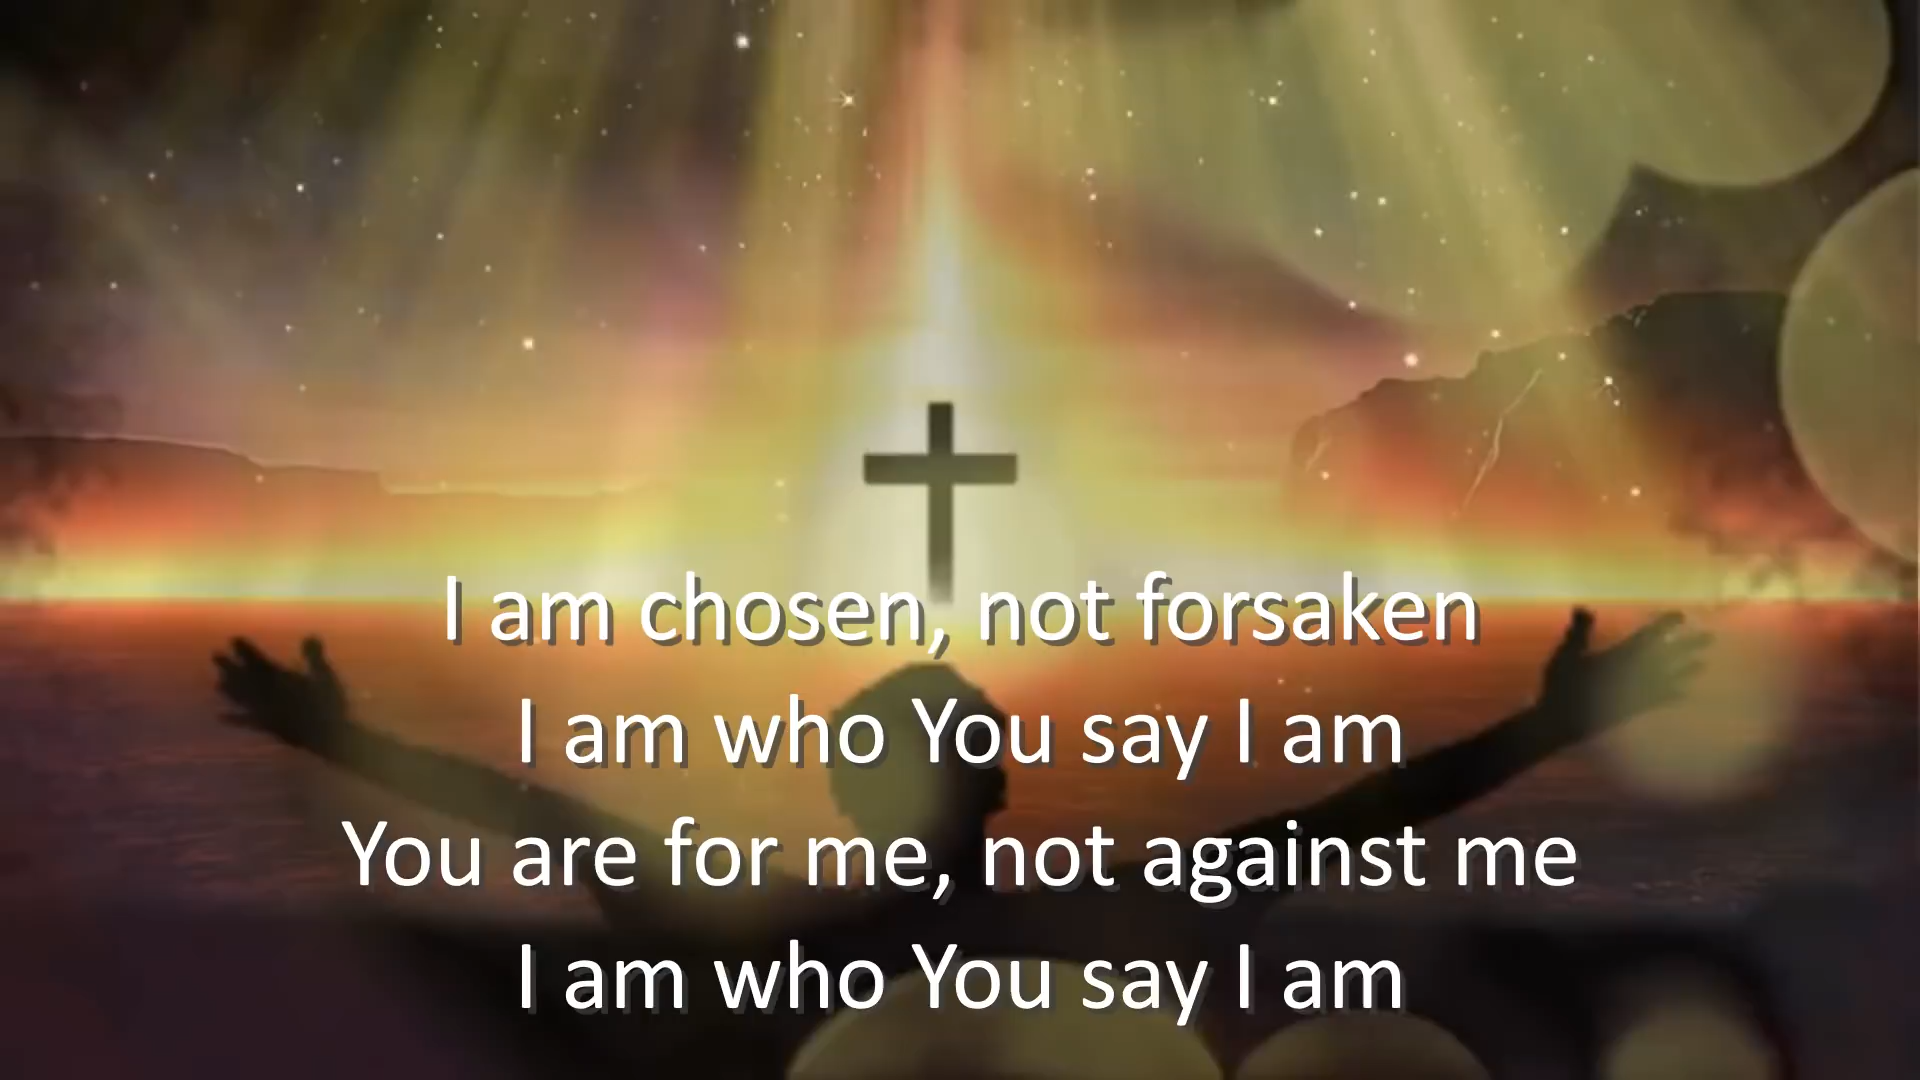 I am chosen, not forsaken
I am who You say I am
You are for me, not against me
I am who You say I am